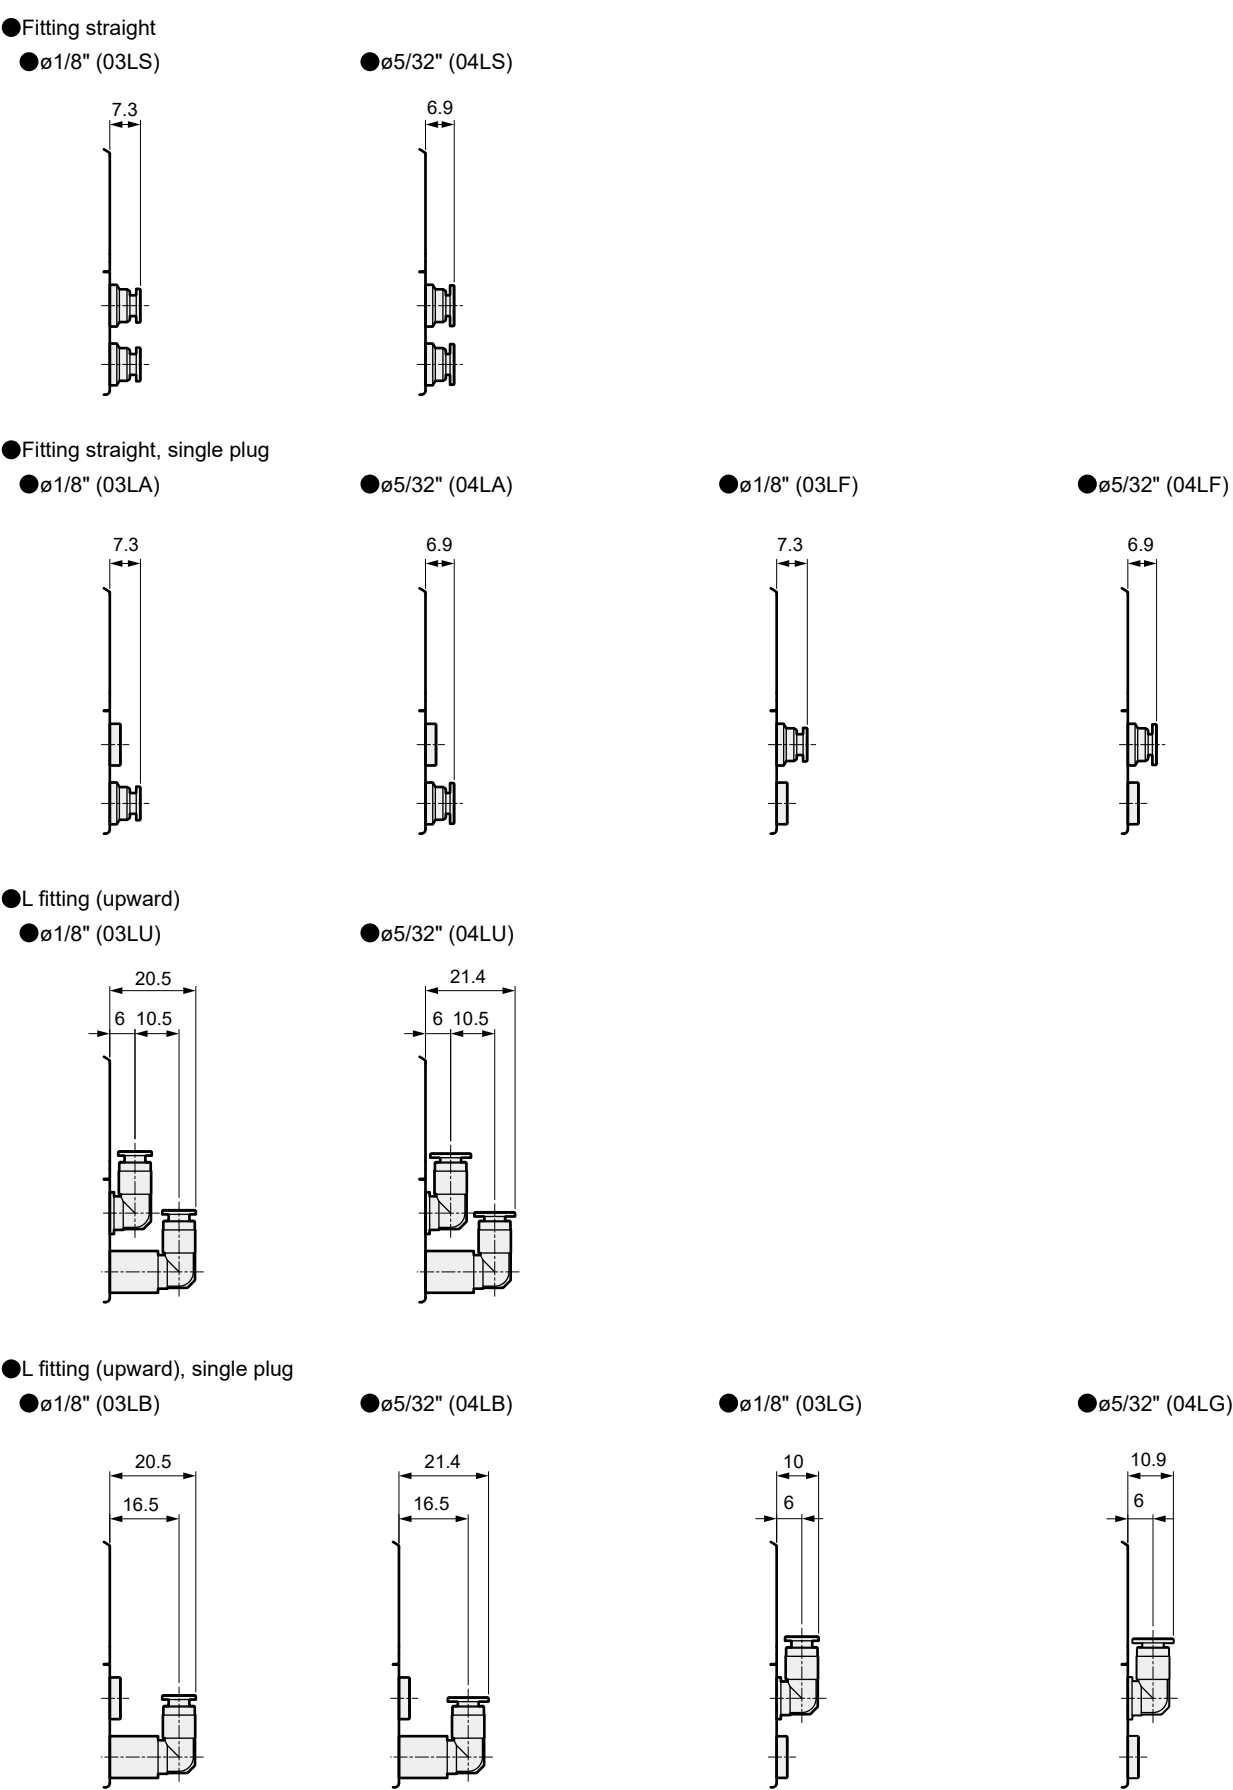 ●Fitting straight
●ø1/8" (03LS) ●ø5/32" (04LS)
7.3 6.9
●Fitting straight, single plug
●ø1/8" (03LA) ●ø5/32" (04LA) ●ø1/8" (03LF) ●ø5/32" (04LF)
7.3 6.9 7.3 6.9
●L fitting (upward)
●ø1/8" (03LU) ●ø5/32" (04LU)
20.5 21.4
6 10.5 6 10.5
●L fitting (upward), single plug
●ø1/8" (03LB) ●ø5/32" (04LB) ●ø1/8" (03LG) ●ø5/32" (04LG)
20.5 21.4 10 10.9
16.5 16.5 6 6